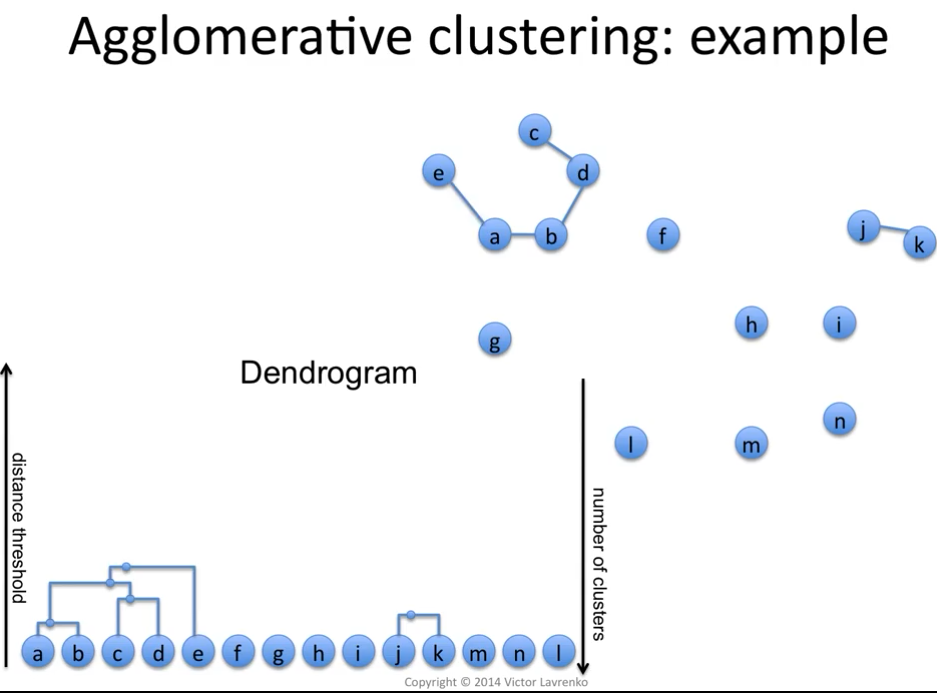 Agglomerative clustering: example
c
e
d
a
b
f
j
k
h
i
g
Dendrogram
n
l
m
distance threshold
number of clusters
a b c d e f g h i j k m n l
Copyright © 2014 Victor Lavrenko